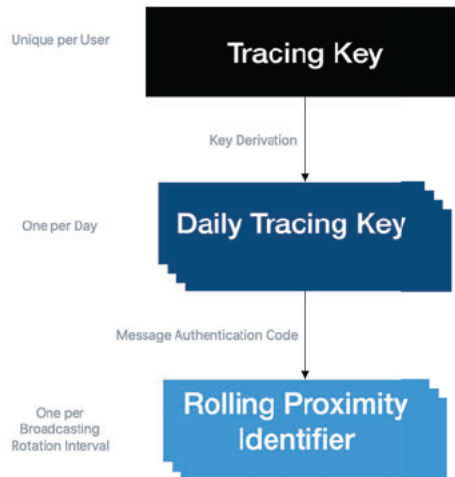 Unique per User
Tracing Key
Key Derivation
One per Day
Daily Tracing Key
Message Authentication Code
One per
Broadcasting
Rotation Interval
Rolling Proximity
Identifier